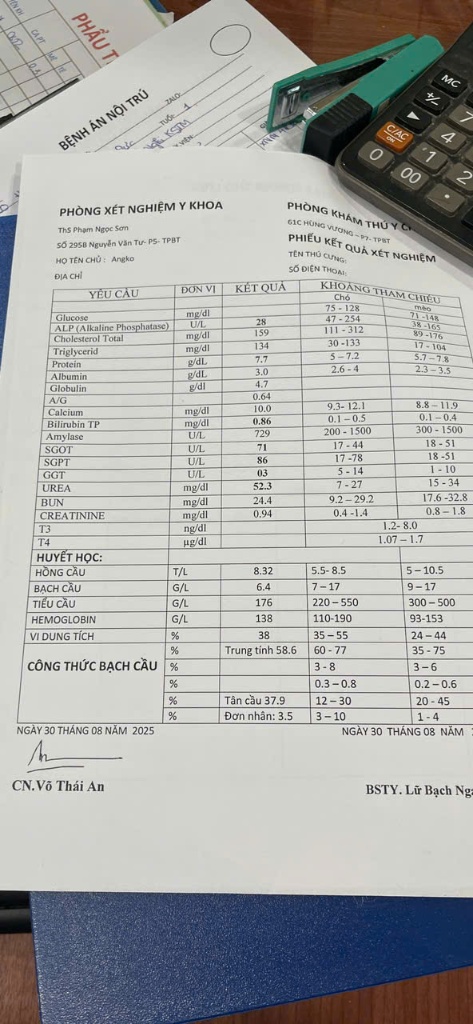 PHẪU T
BỆNH ÁN NỘI TRÚ
ZALO:
TUỔI: 1
MC
+/-
C/AC
ON
7
4
0
00
1
2
PHÒNG XÉT NGHIỆM Y KHOA
ThS Phạm Ngọc Sơn
SỐ 295B Nguyễn Văn Tư- P5- TPBT
HỌ TÊN CHỦ : Angko
ĐỊA CHỈ
PHÒNG KHÁM THÚ Y
61C HÙNG VƯƠNG – P7- TPBT
PHIẾU KẾT QUẢ XÉT NGHIỆM
TÊN THÚ CƯNG:
SỐ ĐIỆN THOẠI:
YÊU CẦU ĐƠN VỊ KẾT QUẢ KHOẢNG THAM CHIẾU
Chó mèo
Glucose mg/dl 75 - 128 71 -148
ALP (Alkaline Phosphatase) U/L 28 47 - 254 38 -165
Cholesterol Total mg/dl 159 111 - 312 89 -176
Triglycerid mg/dl 134 30 -133 17 - 104
Protein g/dL 7.7 5 – 7.2 5.7 – 7.8
Albumin g/dL 3.0 2.6 - 4 2.3 – 3.5
Globulin g/dl 4.7
A/G 0.64
Calcium mg/dl 10.0 9.3- 12.1 8.8 – 11.9
Bilirubin TP mg/dl 0.86 0.1 – 0.5 0.1 – 0.4
Amylase U/L 729 200 - 1500 300 - 1500
SGOT U/L 71 17 - 44 18 - 51
SGPT U/L 86 17 -78 18 -51
GGT U/L 03 5 - 14 1 - 10
UREA mg/dl 52.3 7 - 27 15 - 34
BUN mg/dl 24.4 9.2 – 29.2 17.6 -32.8
CREATININE mg/dl 0.94 0.4 -1.4 0.8 – 1.8
T3 ng/dl 1.2- 8.0
T4 µg/dl 1.07 – 1.7
HUYẾT HỌC:
HỒNG CẦU T/L 8.32 5.5- 8.5 5 – 10.5
BẠCH CẦU G/L 6.4 7 – 17 9 – 17
TIỂU CẦU G/L 176 220 – 550 300 – 500
HEMOGLOBIN G/L 138 110-190 93-153
VI DUNG TÍCH % 38 35 – 55 24 – 44
CÔNG THỨC BẠCH CẦU % Trung tính 58.6 60 - 77 35 - 75
% 3 - 8 3 – 6
% 0.3 – 0.8 0.2 – 0.6
% Tân cầu 37.9 12 – 30 20 - 45
% Đơn nhân: 3.5 3 – 10 1 - 4
NGÀY 30 THÁNG 08 NĂM 2025
NGÀY 30 THÁNG 08 NĂM
CN.Võ Thái An
BSTY. Lữ Bạch Nga